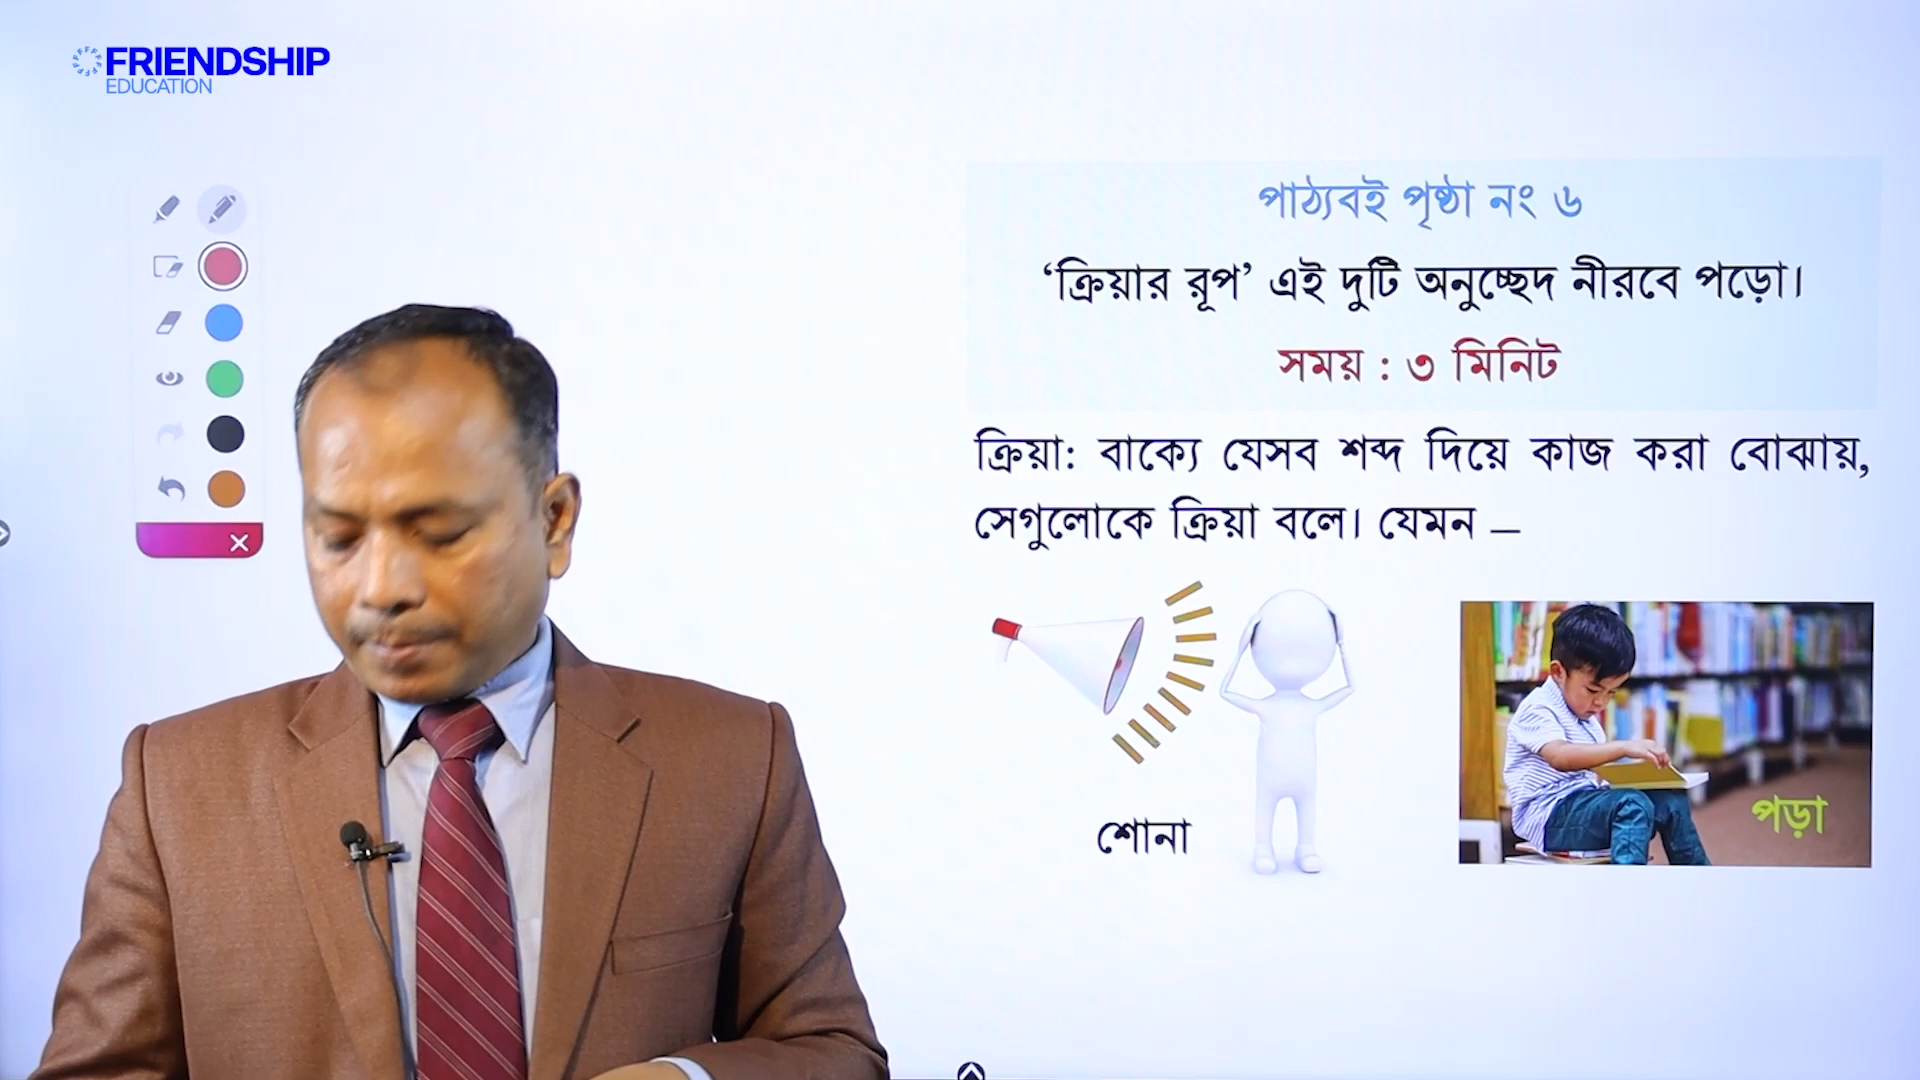 FRIENDSHIP
EDUCATION
পাঠ্যবই পৃষ্ঠা নং ৬
‘ক্রিয়ার রূপ’ এই দুটি অনুচ্ছেদ নীরবে পড়ো।
সময় : ৩ মিনিট
ক্রিয়া: বাক্যে যেসব শব্দ দিয়ে কাজ করা বোঝায়,
সেগুলোকে ক্রিয়া বলে। যেমন –
শোনা
পড়া